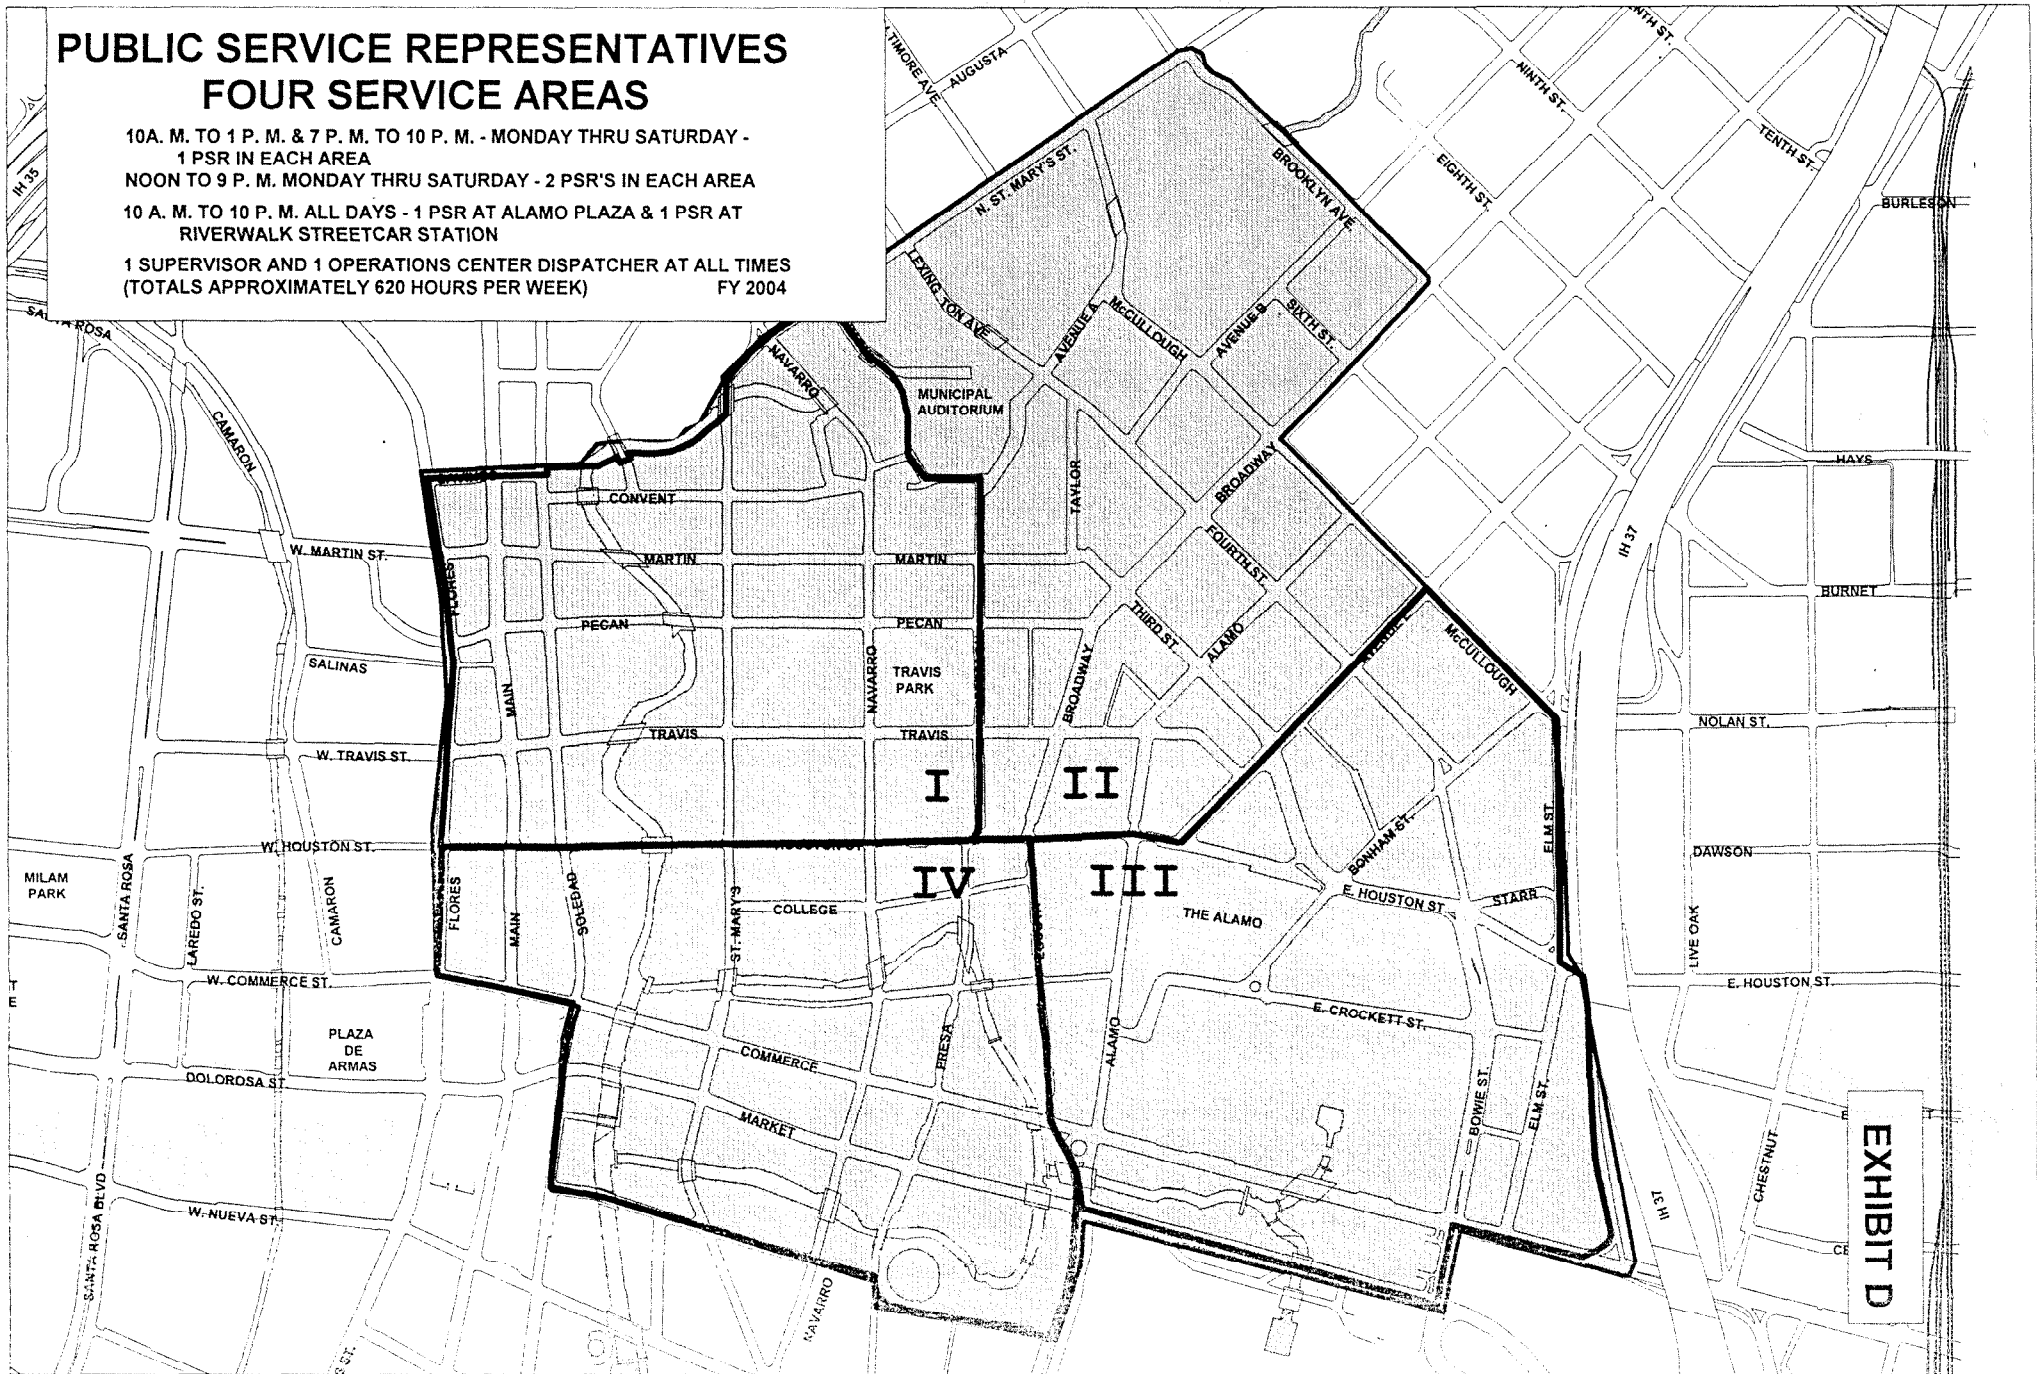 PUBLIC SERVICE REPRESENTATIVES
FOUR SERVICE AREAS
10A. M. TO 1 P. M. & 7 P. M. TO 10 P. M. - MONDAY THRU SATURDAY -
1 PSR IN EACH AREA
NOON TO 9 P. M. MONDAY THRU SATURDAY - 2 PSR'S IN EACH AREA
10 A. M. TO 10 P. M. ALL DAYS - 1 PSR AT ALAMO PLAZA & 1 PSR AT
RIVERWALK STREETCAR STATION
1 SUPERVISOR AND 1 OPERATIONS CENTER DISPATCHER AT ALL TIMES
(TOTALS APPROXIMATELY 620 HOURS PER WEEK) FY 2004
AUGUSTA
NINTH ST.
TENTH ST.
EIGHTH ST.
BURLESON
IH 35
N. ST. MARY'S ST.
BROOKLYN AVE
LEXING TON AVE
AVENUE A
McCULLOUGH
AVENUE B
SIXTH ST.
SANTA ROSA
NAVARRO
MUNICIPAL
AUDITORIUM
CAMARON
TAYLOR
BROADWAY
HAYS
CONVENT
W. MARTIN ST.
MARTIN
MARTIN
FOURTH ST.
IH 37
FLORES
BURNET
PECAN
PECAN
THIRD ST.
ALAMO
McCULLOUGH
SALINAS
MAIN
NAVARRO
TRAVIS
PARK
BROADWAY
NOLAN ST.
W. TRAVIS ST.
TRAVIS
TRAVIS
I
II
ELM ST.
BONHAM ST.
W. HOUSTON ST.
DAWSON
MILAM
PARK
SANTA ROSA
LAREDO ST.
CAMARON
FLORES
MAIN
SOLEDAD
ST. MARY'S
COLLEGE
IV
III
THE ALAMO
E. HOUSTON ST.
STARR
LIVE OAK
W. COMMERCE ST.
E. HOUSTON ST.
E. CROCKETT ST.
PLAZA
DE
ARMAS
COMMERCE
PRESA
ALAMO
DOLOROSA ST.
MARKET
BOWIE ST.
ELM ST.
CHESTNUT
W. NUEVA ST.
SANTA ROSA BLVD
IH 37
NAVARRO
EXHIBIT D